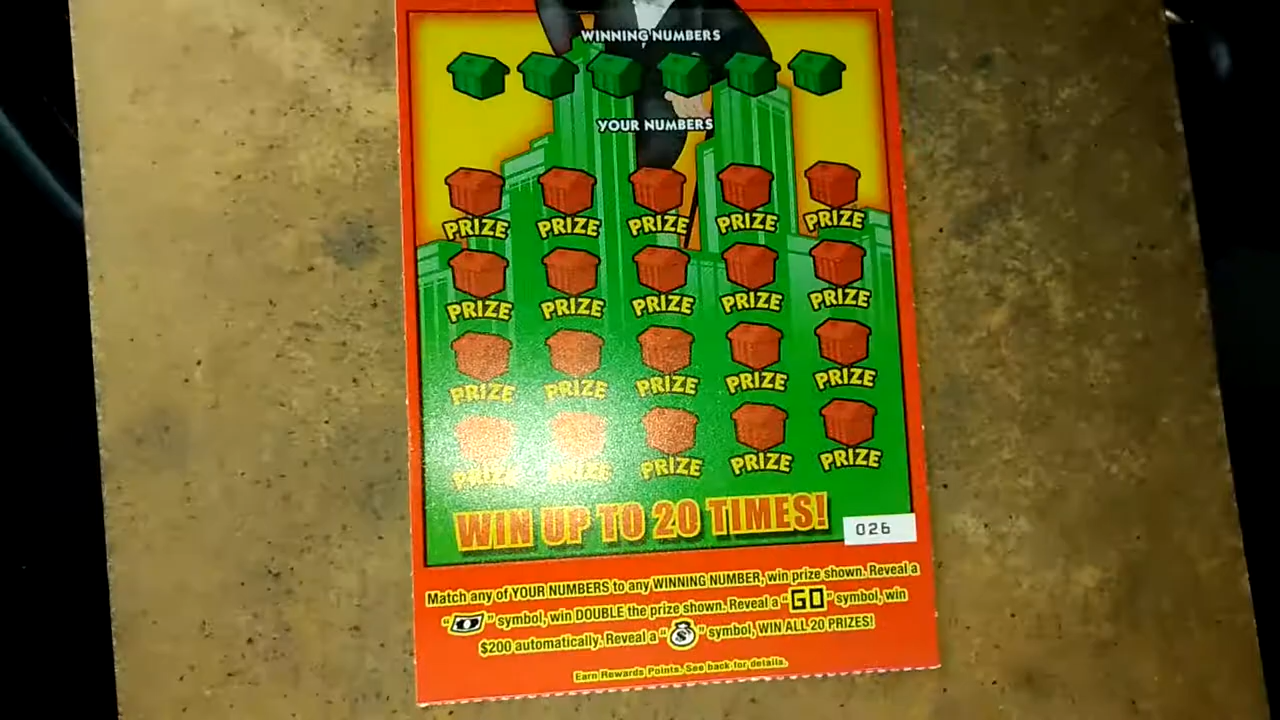 WINNING NUMBERS
YOUR NUMBERS
PRIZE PRIZE PRIZE PRIZE PRIZE
PRIZE PRIZE PRIZE PRIZE PRIZE
PRIZE PRIZE PRIZE PRIZE PRIZE
PRIZE PRIZE PRIZE PRIZE PRIZE
WIN UP TO 20 TIMES!
026
Match any of YOUR NUMBERS to any WINNING NUMBER, win prize shown. Reveal a
" " symbol, win DOUBLE the prize shown. Reveal a "GO" symbol, win
$200 automatically. Reveal a "$" symbol, WIN ALL 20 PRIZES!
Earn Rewards Points. See back for details.